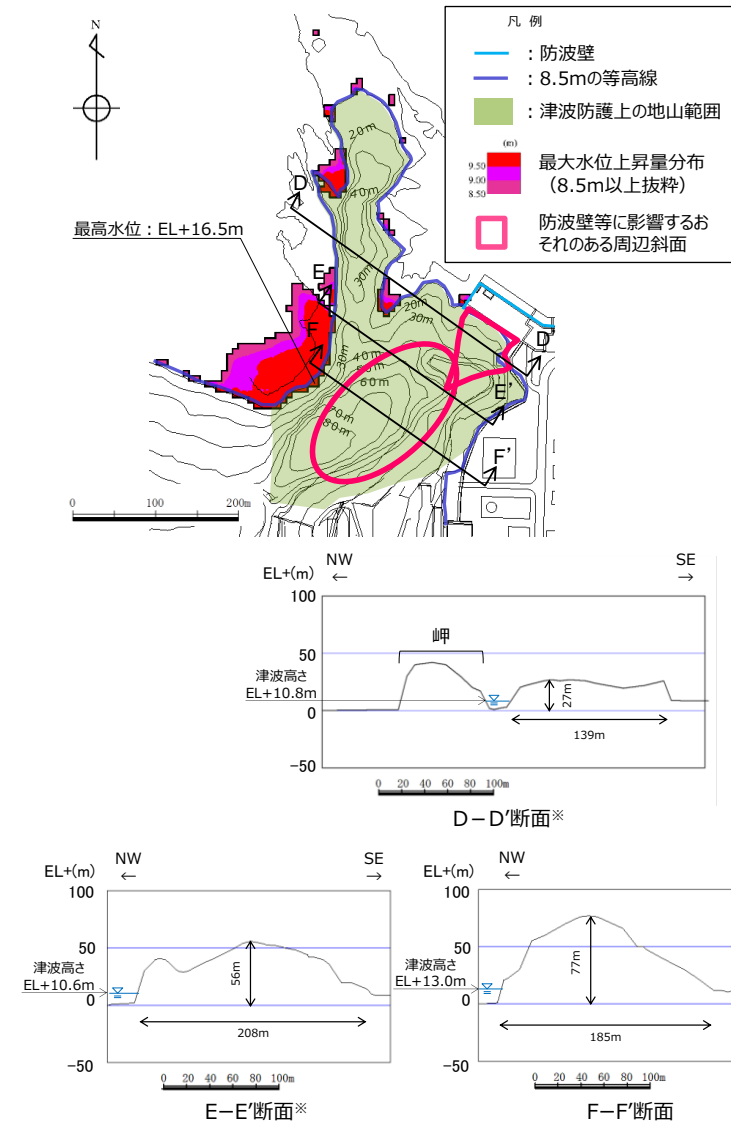 凡 例
：防波壁
：8.5mの等高線
：津波防護上の地山範囲
(m)
9.50
9.00
8.50
最大水位上昇量分布
（8.5m以上抜粋）
防波壁等に影響するお
それのある周辺斜面
N
最高水位：EL+16.5m
20m
40m
30m
20m
30m
30m
40m
60m
70m
80m
D
E
F
D'
E'
F'
0 100 200m
NW
←
SE
→
EL+(m)
100
50
0
-50
岬
津波高さ
EL+10.8m
27m
139m
0 20 40 60 80 100m
D−D'断面※
NW
←
SE
→
EL+(m)
100
50
0
-50
津波高さ
EL+10.6m
56m
208m
0 20 40 60 80 100m
E−E'断面※
NW
←
EL+(m)
100
50
0
-50
津波高さ
EL+13.0m
77m
185m
0 20 40 60 80 100m
F−F'断面